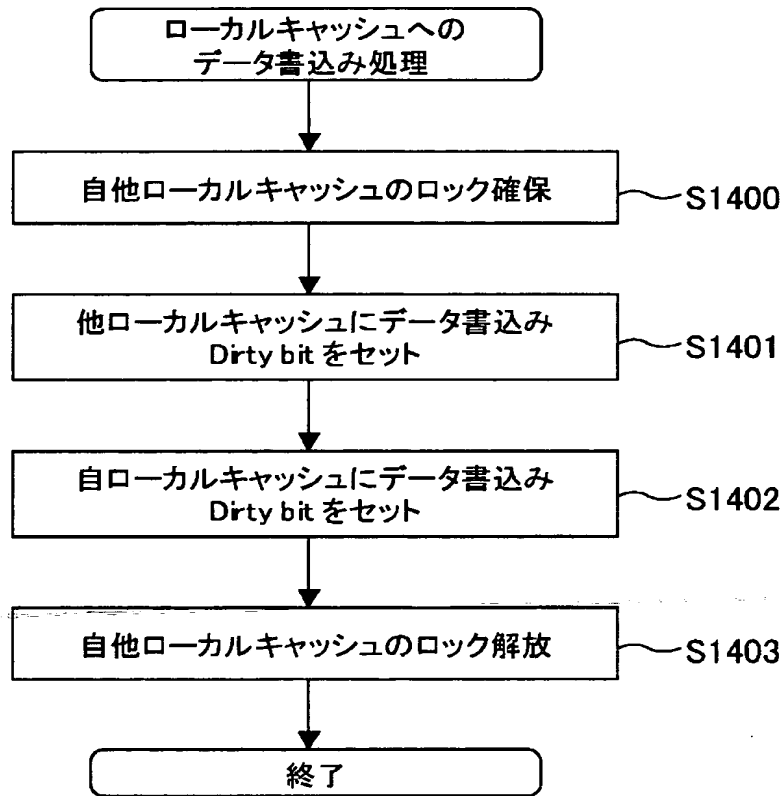 ローカルキャッシュへの
データ書込み処理
自他ローカルキャッシュのロック確保
S1400
他ローカルキャッシュにデータ書込み
Dirty bit をセット
S1401
自ローカルキャッシュにデータ書込み
Dirty bit をセット
S1402
自他ローカルキャッシュのロック解放
S1403
終了